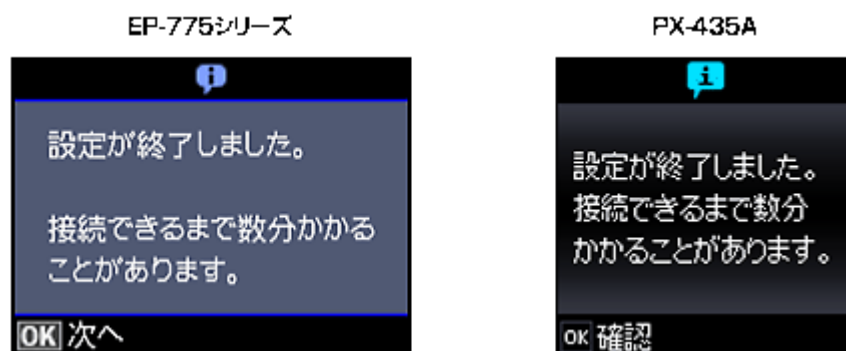 EP-775シリーズ
設定が終了しました。
接続できるまで数分かかる
ことがあります。
OK 次へ
PX-435A
設定が終了しました。
接続できるまで数分
かかることがあります。
OK 確認